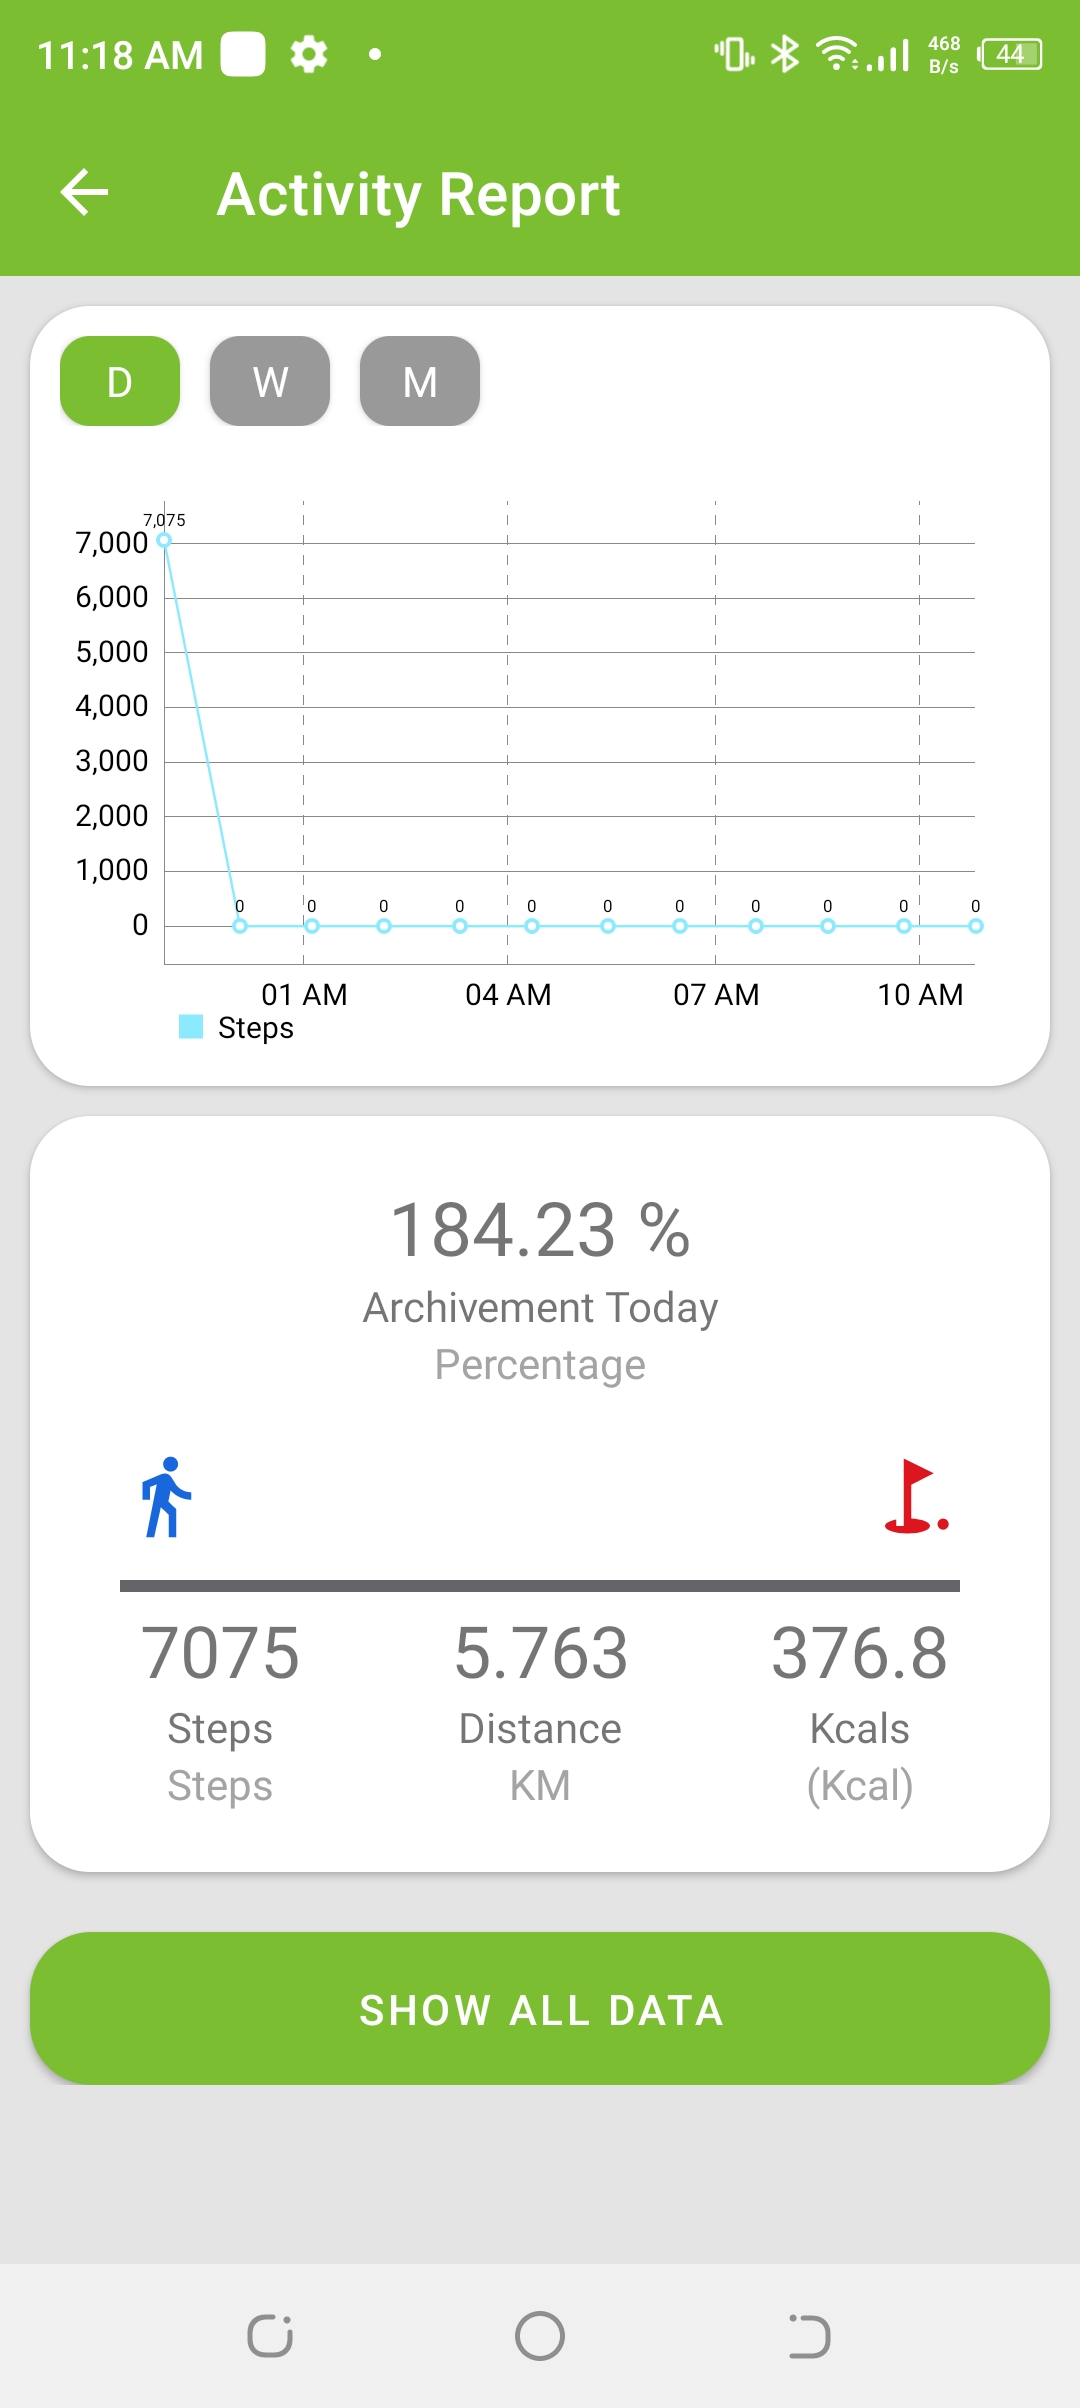 11:18 AM 468 B/s 44
Activity Report
D W M
7,075
7,000
6,000
5,000
4,000
3,000
2,000
1,000
0 0 0 0 0 0 0 0 0 0 0
0
01 AM 04 AM 07 AM 10 AM
Steps
184.23 %
Archivement Today
Percentage
7075 5.763 376.8
Steps Distance Kcals
Steps KM (Kcal)
SHOW ALL DATA